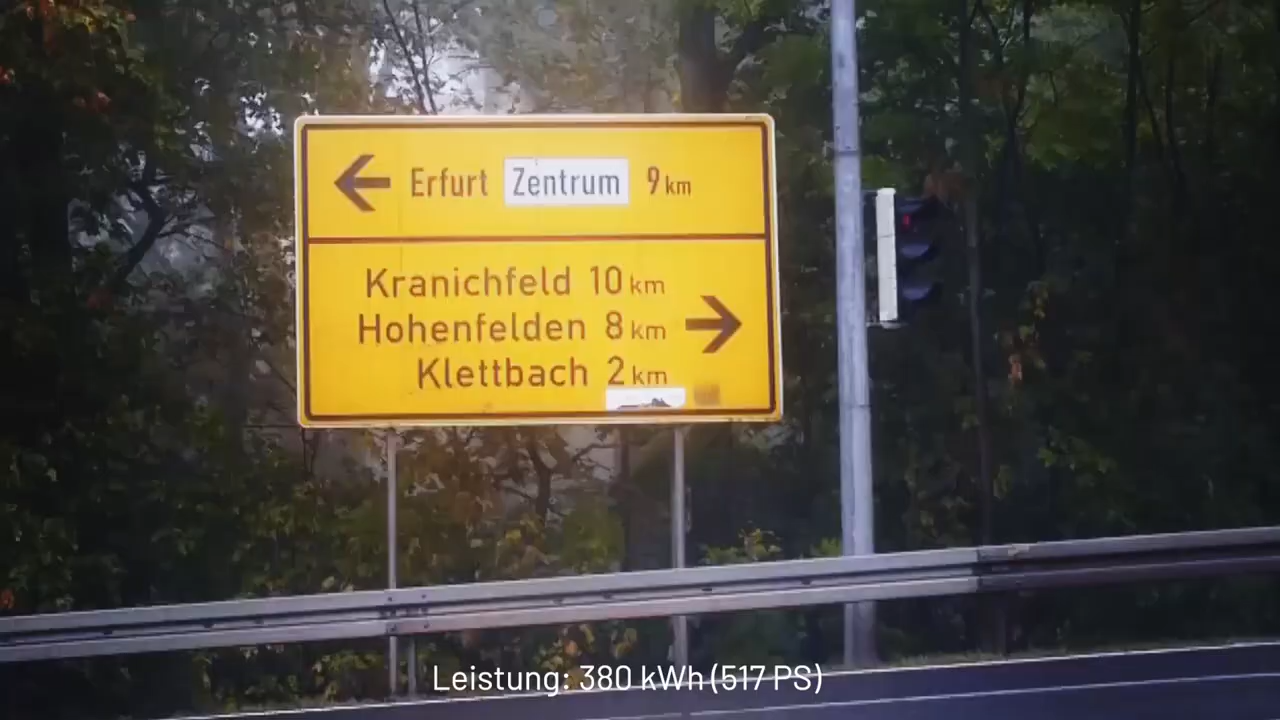 Erfurt Zentrum 9 km
Kranichfeld 10 km
Hohenfelden 8 km
Klettbach 2 km
Leistung: 380 kWh (517 PS)